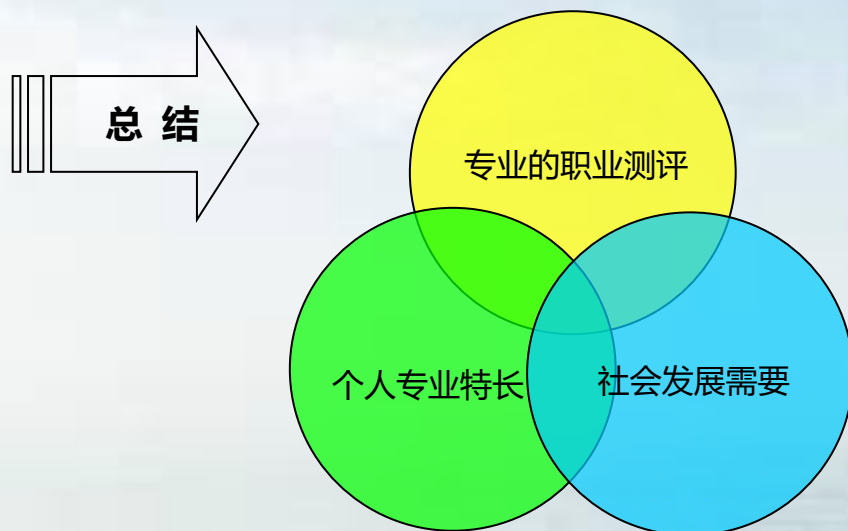 总 结
专业的职业测评
个人专业特长
社会发展需要